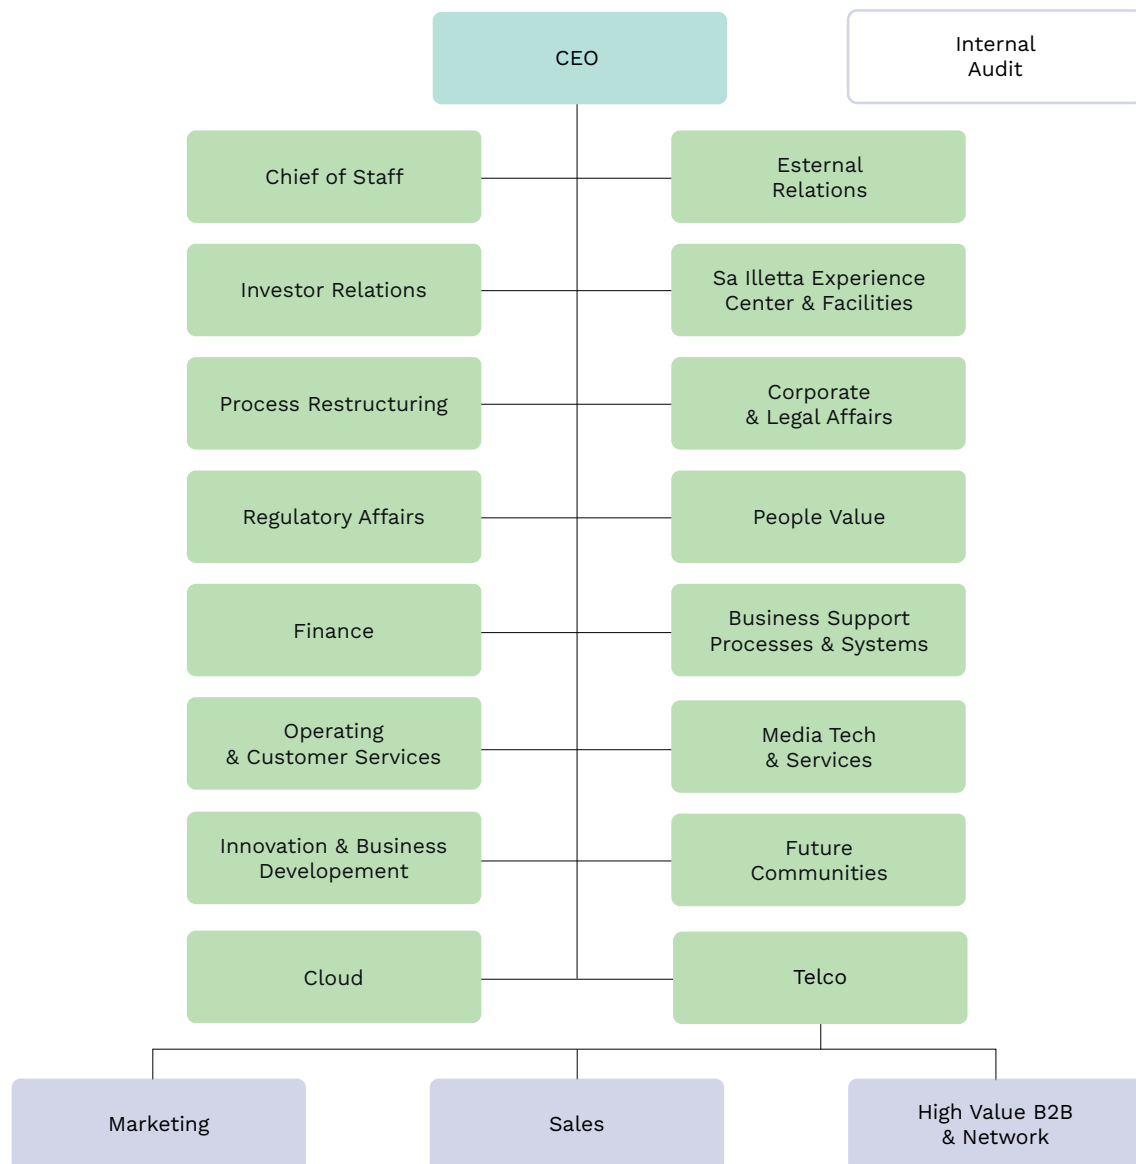 CEO
Internal
Audit
Chief of Staff
Esternal
Relations
Investor Relations
Sa Illetta Experience
Center & Facilities
Process Restructuring
Corporate
& Legal Affairs
Regulatory Affairs
People Value
Finance
Business Support
Processes & Systems
Operating
& Customer Services
Media Tech
& Services
Innovation & Business
Developement
Future
Communities
Cloud
Telco
Marketing
Sales
High Value B2B
& Network